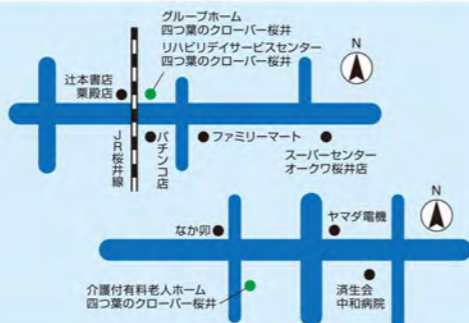 グループホーム
四つ葉のクローバー桜井
リハビリデイサービスセンター
四つ葉のクローバー桜井
N
辻本書店
粟殿店
JR桜井線
パチンコ店
ファミリーマート
スーパーセンター
オークワ桜井店
N
なか卯
ヤマダ電機
介護付有料老人ホーム
四つ葉のクローバー桜井
済生会
中和病院